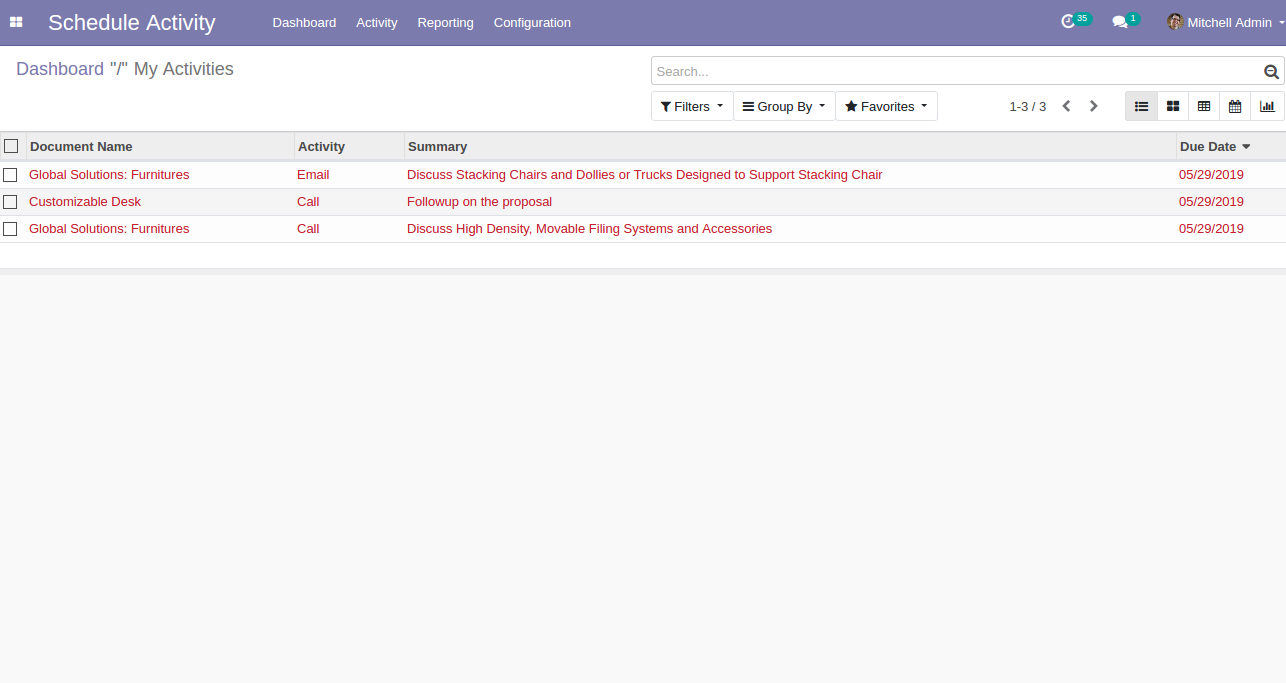 Schedule Activity Dashboard Activity Reporting Configuration 35 1 Mitchell Admin
Dashboard "/" My Activities
Search...
Filters Group By Favorites 1-3 / 3
Document Name Activity Summary Due Date
Global Solutions: Furnitures Email Discuss Stacking Chairs and Dollies or Trucks Designed to Support Stacking Chair 05/29/2019
Customizable Desk Call Followup on the proposal 05/29/2019
Global Solutions: Furnitures Call Discuss High Density, Movable Filing Systems and Accessories 05/29/2019